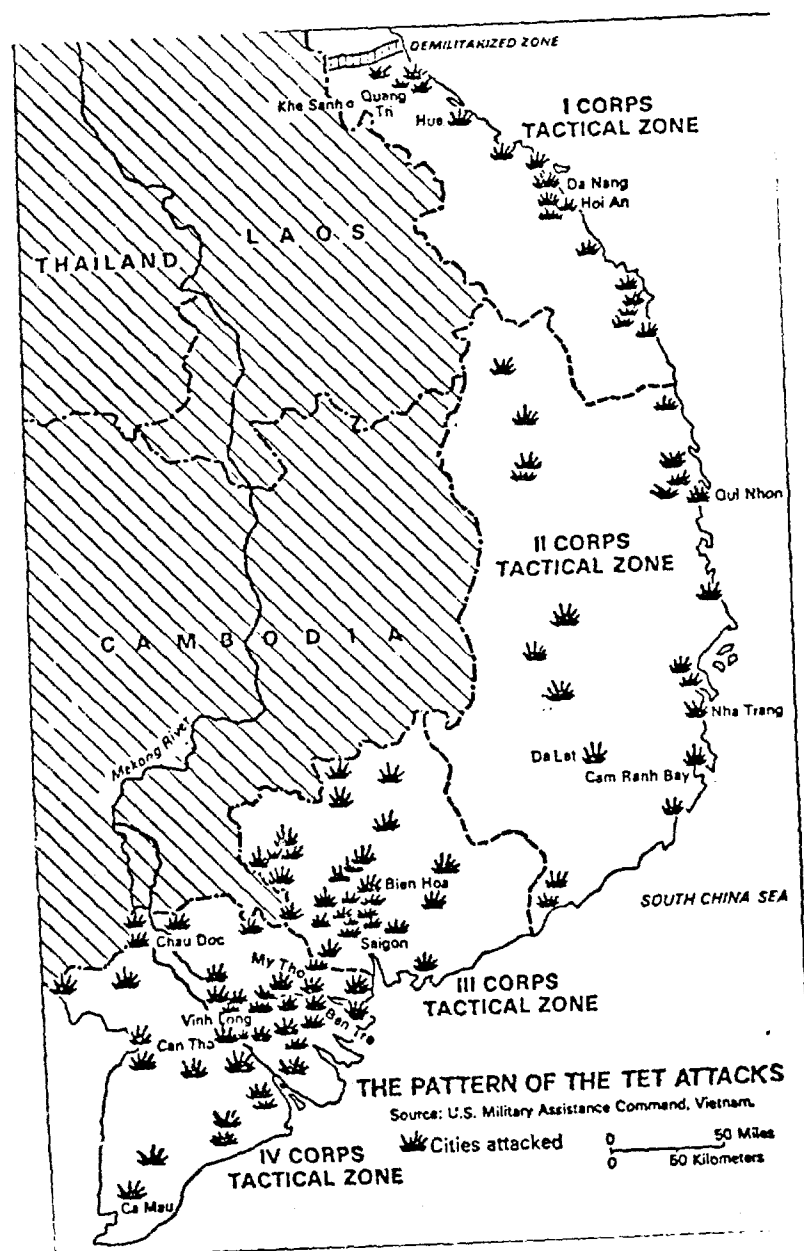 DEMILITARIZED ZONE
Khe Sanh
Quang
Tri
Hue
I CORPS
TACTICAL ZONE
Da Nang
Hoi An
LAOS
THAILAND
Qui Nhon
II CORPS
TACTICAL ZONE
CAMBODIA
Mekong River
Nha Trang
Da Lat
Cam Ranh Bay
Bien Hoa
SOUTH CHINA SEA
Chau Doc
Saigon
My Tho
III CORPS
TACTICAL ZONE
Vinh Long
Ben Tre
Can Tho
THE PATTERN OF THE TET ATTACKS
Source: U.S. Military Assistance Command, Vietnam.
Cities attacked
0 50 Miles
0 50 Kilometers
IV CORPS
TACTICAL ZONE
Ca Mau